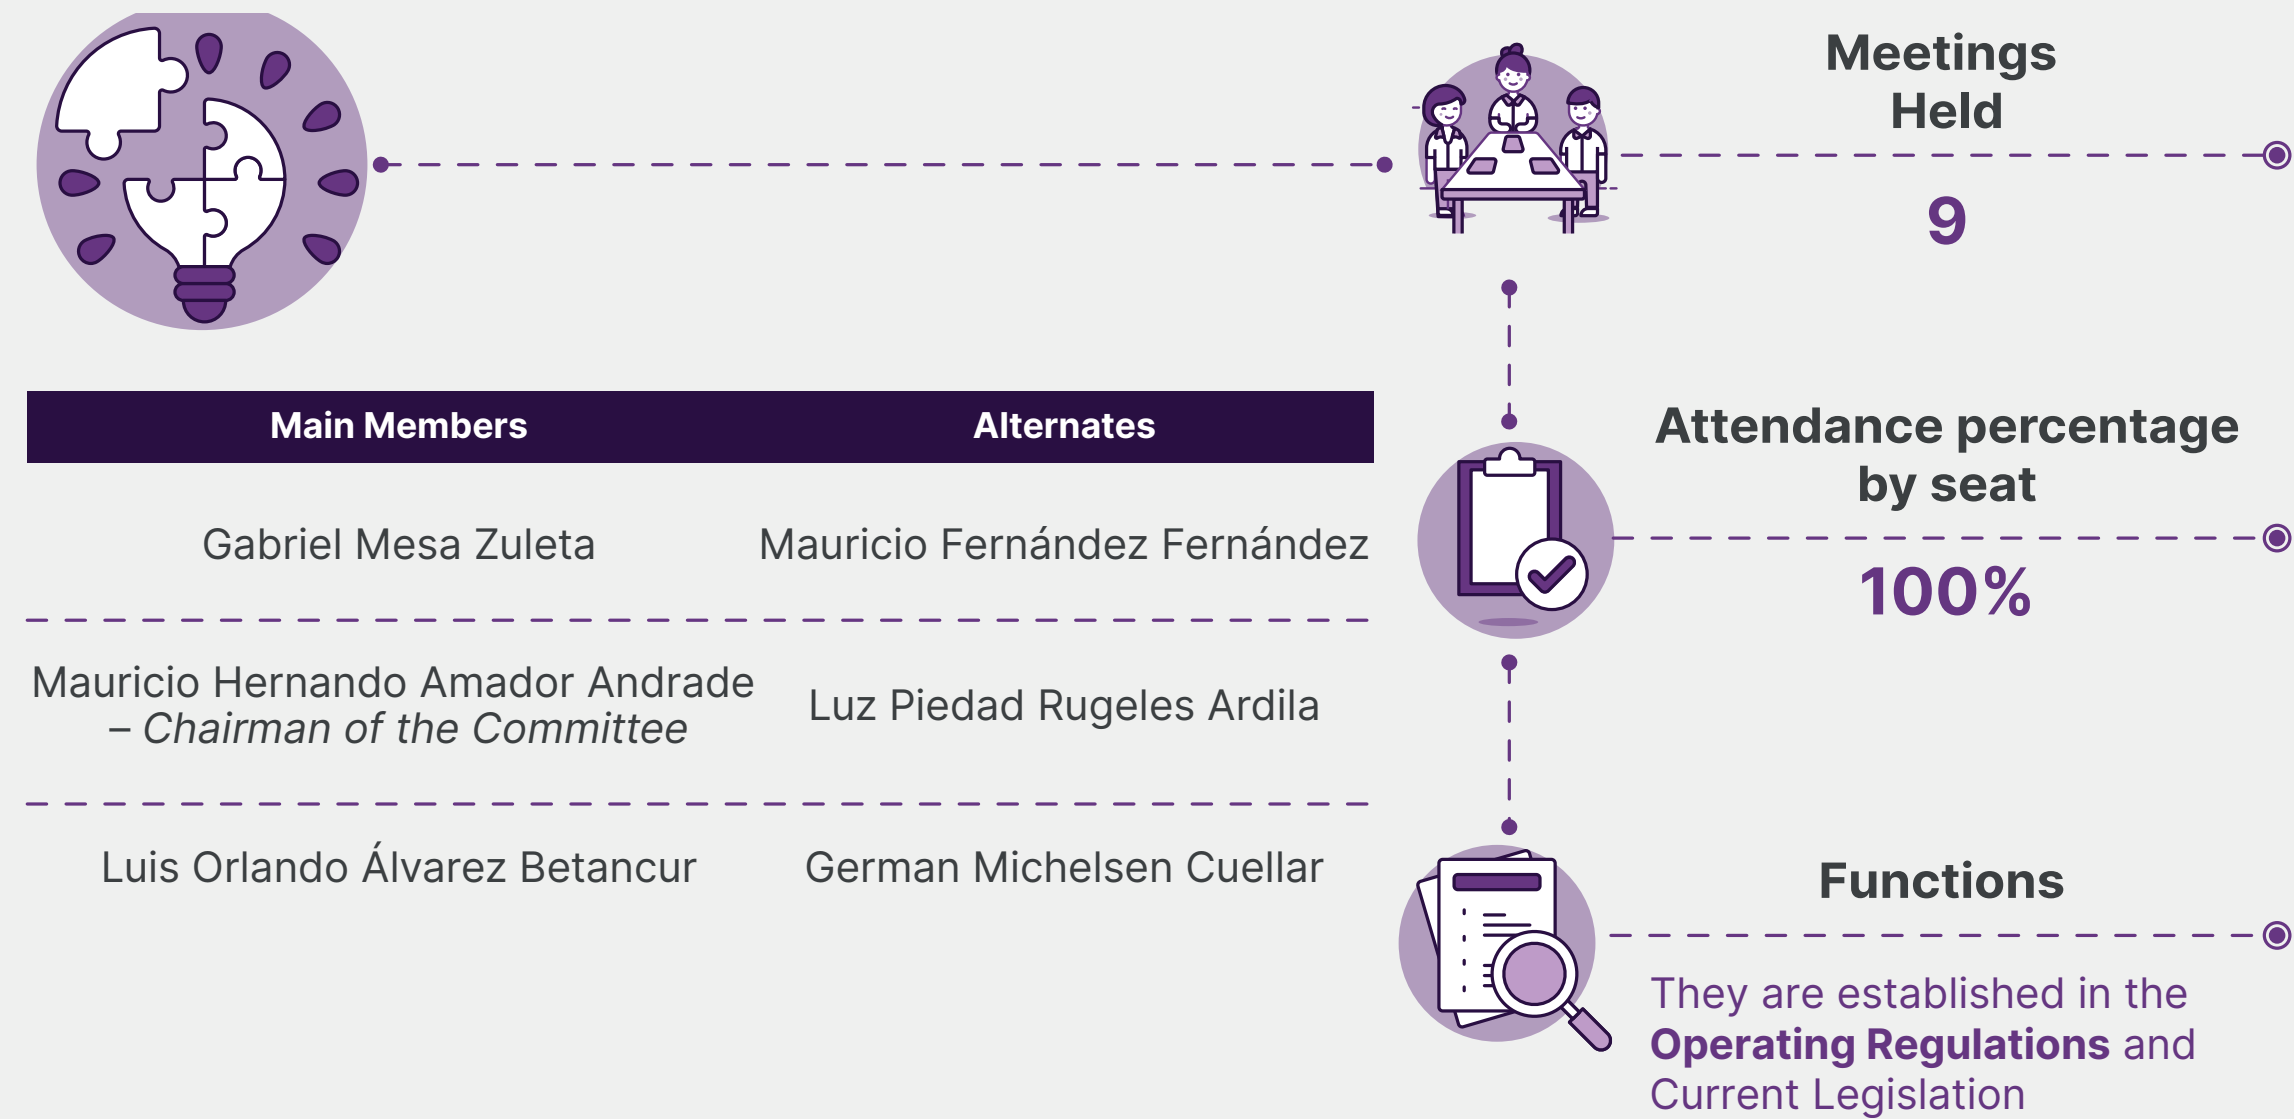 Meetings
Held
9
Main Members Alternates
Gabriel Mesa Zuleta Mauricio Fernández Fernández
Mauricio Hernando Amador Andrade
– Chairman of the Committee
Luz Piedad Rugeles Ardila
Luis Orlando Álvarez Betancur German Michelsen Cuellar
Attendance percentage
by seat
100%
Functions
They are established in the
Operating Regulations and
Current Legislation